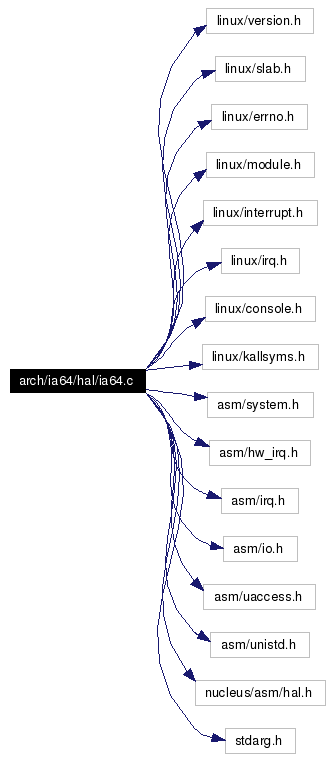 linux/version.h
linux/slab.h
linux/errno.h
linux/module.h
linux/interrupt.h
linux/irq.h
linux/console.h
linux/kallsyms.h
arch/ia64/hal/ia64.c
asm/system.h
asm/hw_irq.h
asm/irq.h
asm/io.h
asm/uaccess.h
asm/unistd.h
nucleus/asm/hal.h
stdarg.h